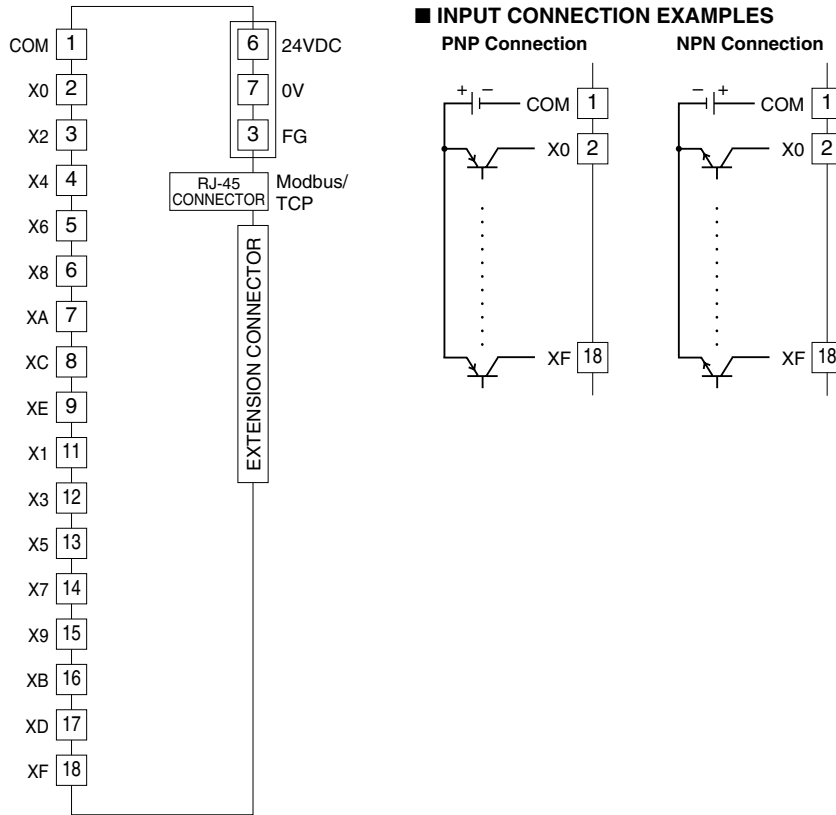 COM 1
X0 2
X2 3
X4 4
X6 5
X8 6
XA 7
XC 8
XE 9
X1 11
X3 12
X5 13
X7 14
X9 15
XB 16
XD 17
XF 18
6 24VDC
7 0V
3 FG
RJ-45
CONNECTOR
Modbus/
TCP
EXTENSION CONNECTOR
■ INPUT CONNECTION EXAMPLES
PNP Connection
+ −
COM 1
X0 2
XF 18
NPN Connection
− +
COM 1
X0 2
XF 18